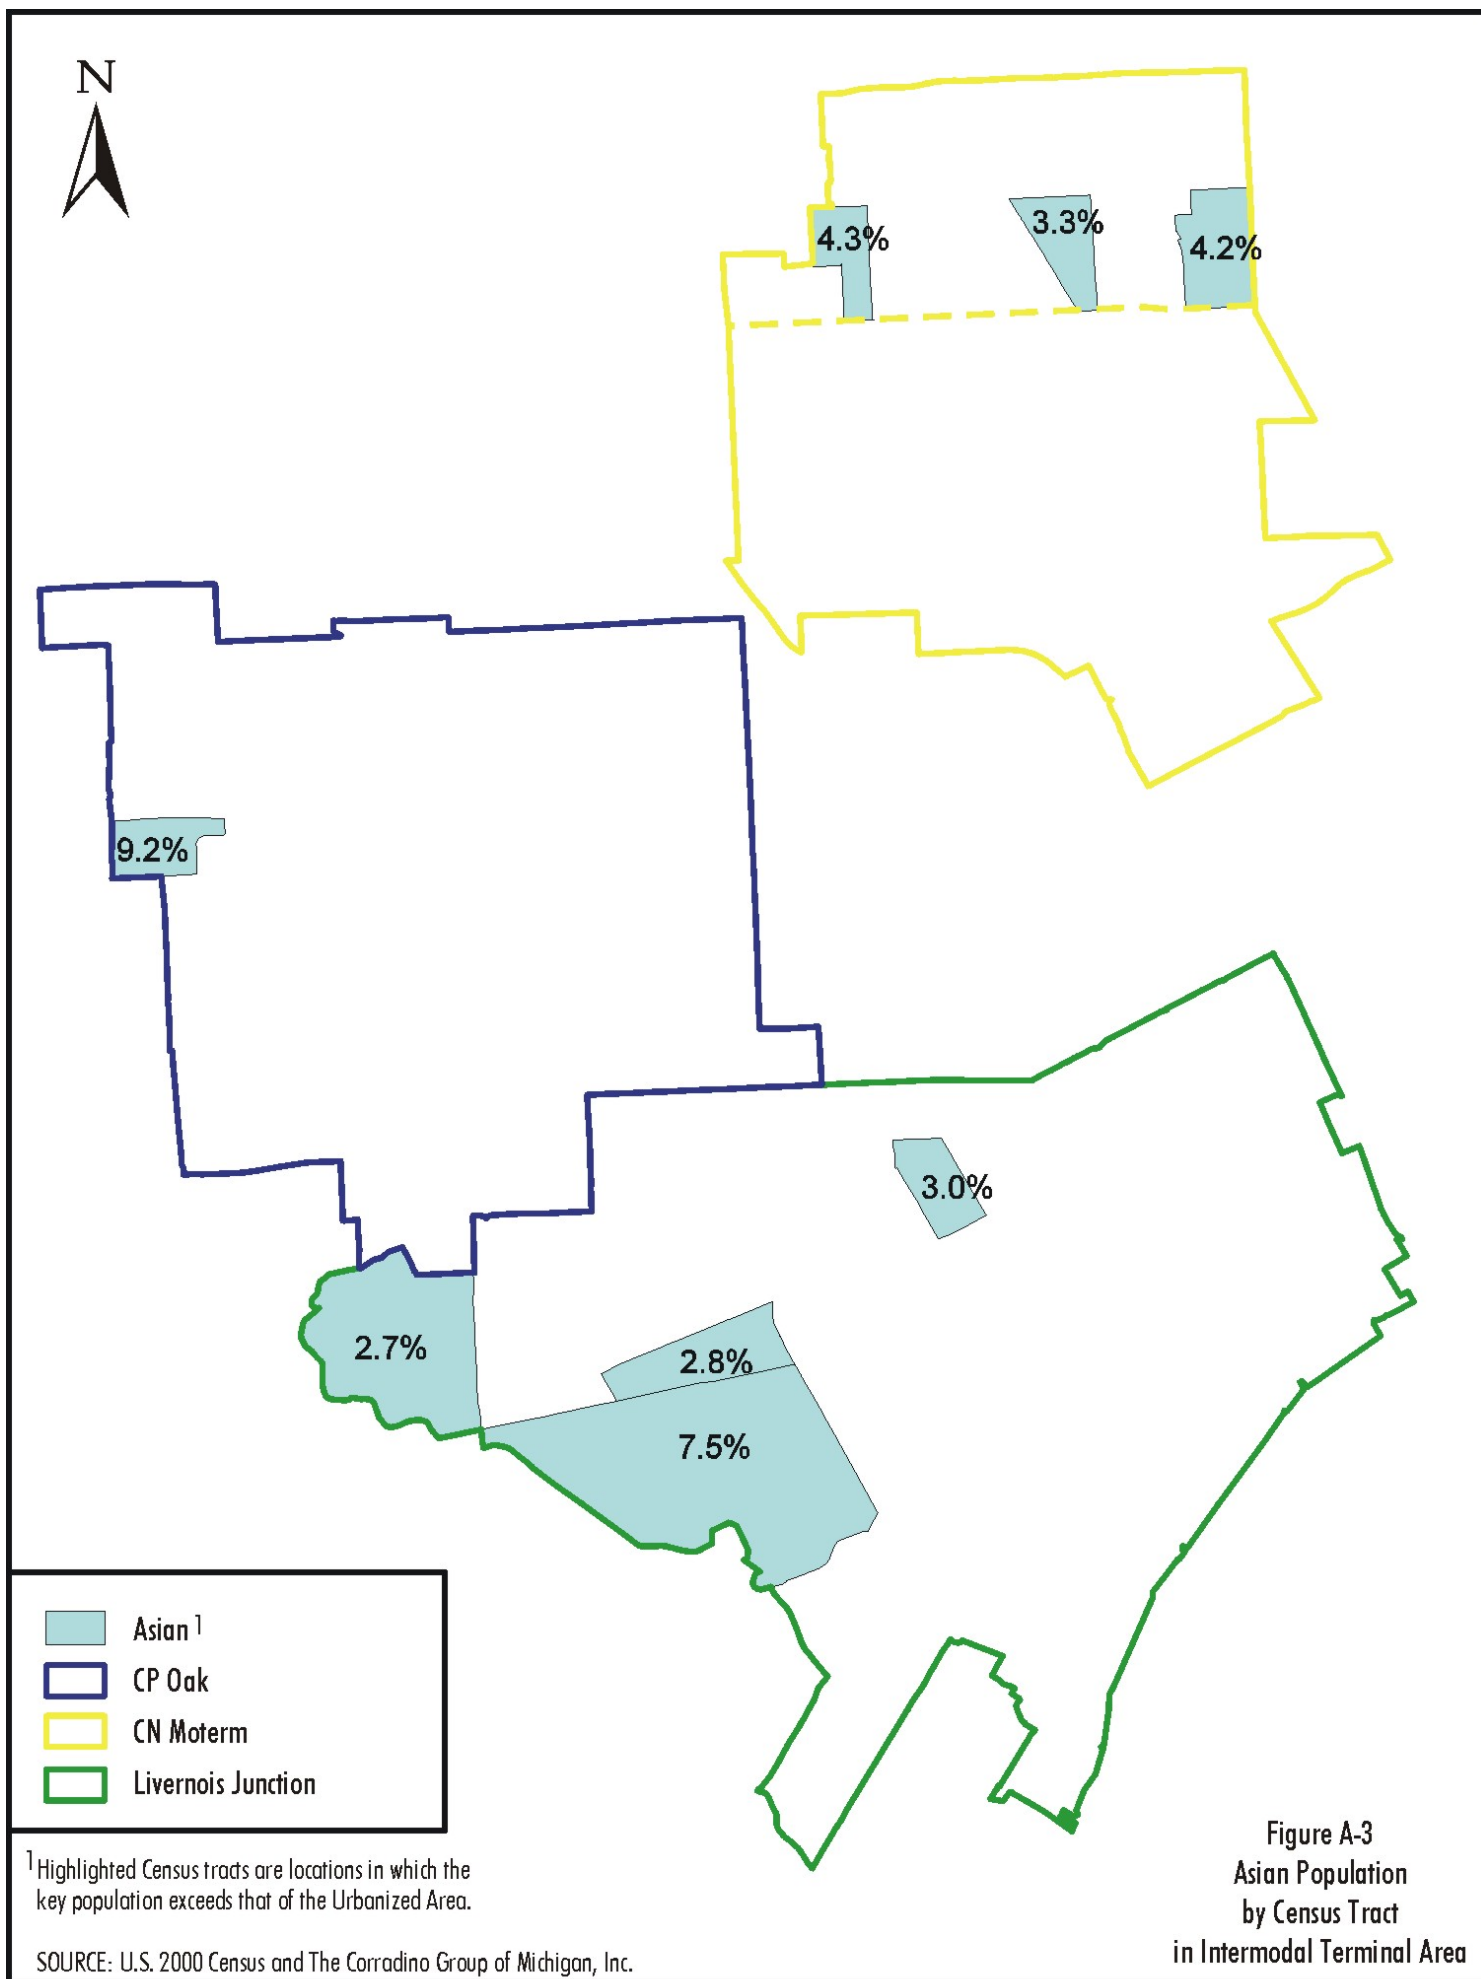 N
4.3%
3.3%
4.2%
9.2%
3.0%
2.7%
2.8%
7.5%
Asian 1
CP Oak
CN Moterm
Livernois Junction
1 Highlighted Census tracts are locations in which the
key population exceeds that of the Urbanized Area.
SOURCE: U.S. 2000 Census and The Corradino Group of Michigan, Inc.
Figure A-3
Asian Population
by Census Tract
in Intermodal Terminal Area